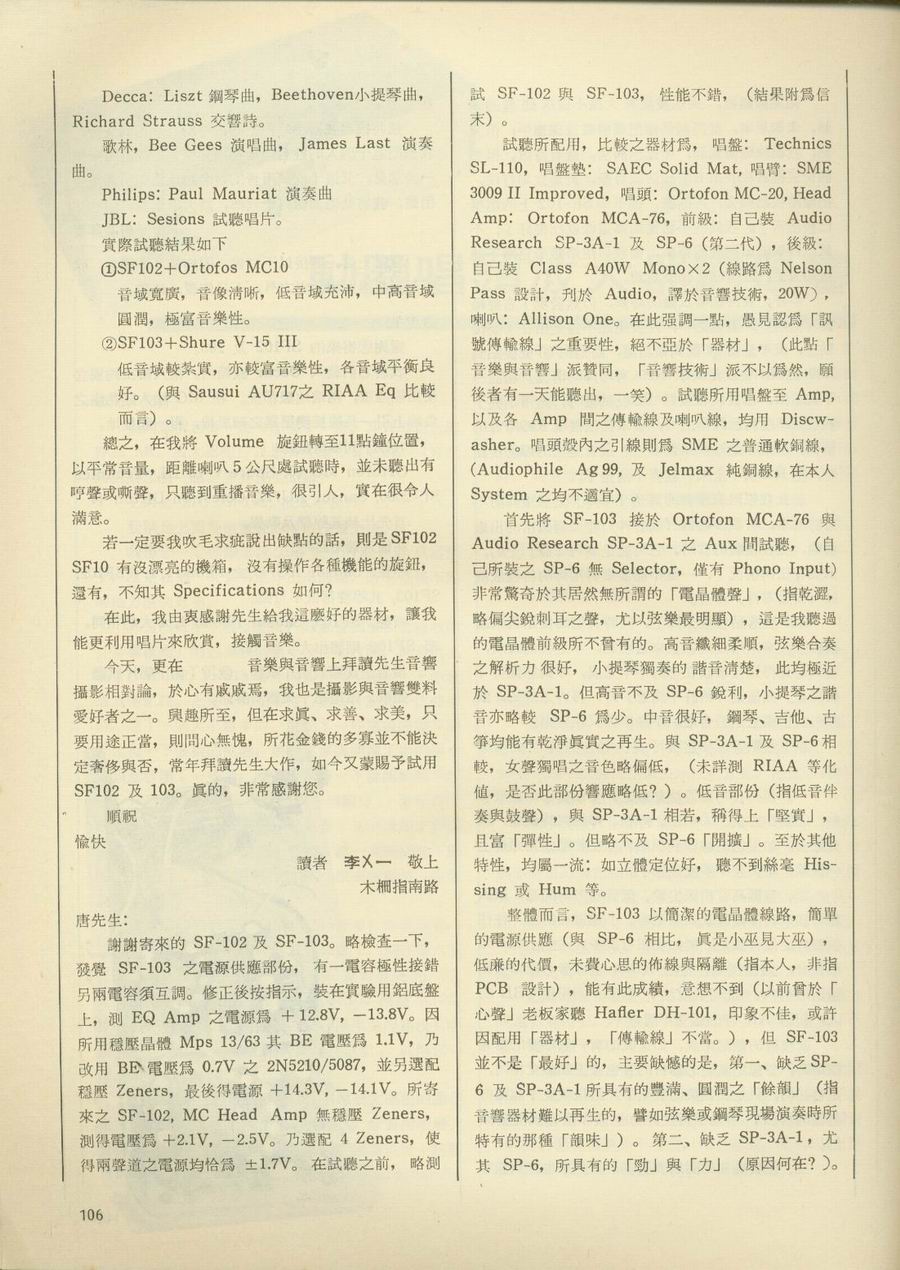 Decca: Liszt 鋼琴曲，Beethoven小提琴曲，
Richard Strauss 交響詩。
歌林，Bee Gees 演唱曲， James Last 演奏
曲。
Philips: Paul Mauriat 演奏曲
JBL: Sesions 試聽唱片。
實際試聽結果如下
①SF102＋Ortofos MC10
音域寬廣，音像清晰，低音域充沛，中高音域
圓潤，極富音樂性。
②SF103＋Shure V-15 III
低音域較紮實，亦較富音樂性，各音域平衡良
好。（與 Sausui AU717之 RIAA Eq 比較
而言）。
總之，在我將 Volume 旋鈕轉至11點鐘位置，
以平常音量，距離喇叭５公尺處試聽時，並未聽出有
哼聲或嘶聲，只聽到重播音樂，很引人，實在很令人
滿意。
若一定要我吹毛求疵說出缺點的話，則是SF102
SF10 有沒漂亮的機箱， 沒有操作各種機能的旋鈕，
還有，不知其 Specifications 如何？
在此，我由衷感謝先生給我這麽好的器材，讓我
能更利用唱片來欣賞，接觸音樂。
今天，更在 音樂與音響上拜讀先生音響
攝影相對論，於心有戚戚焉，我也是攝影與音響雙料
愛好者之一。興趣所至，但在求眞、求善、求美，只
要用途正當，則問心無愧，所花金錢的多寡並不能決
定奢侈與否，常年拜讀先生大作，如今又蒙賜予試用
SF102 及 103。眞的，非常感謝您。
順祝
愉快
讀者 李㐅一 敬上
木柵指南路
唐先生：
謝謝寄來的 SF-102 及 SF-103。略檢查一下，
發覺 SF-103 之電源供應部份， 有一電容極性接錯
另兩電容須互調。修正後按指示，裝在實驗用鋁底盤
上，測 EQ Amp 之電源爲 ＋12.8V, －13.8V。因
所用穩壓晶體 Mps 13/63 其 BE 電壓爲 1.1V，乃
改用 BE 電壓爲 0.7V 之 2N5210/5087，並另選配
穩壓 Zeners，最後得電源 +14.3V, －14.1V。所寄
來之 SF-102, MC Head Amp 無穩壓 Zeners，
測得電壓爲 +2.1V, －2.5V。乃選配 4 Zeners，使
得兩聲道之電源均恰爲 ±1.7V。 在試聽之前， 略測
試 SF-102 與 SF-103， 性能不錯，（結果附爲信
末）。
試聽所配用，比較之器材爲， 唱盤： Technics
SL-110，唱盤墊： SAEC Solid Mat, 唱臂：SME
3009 II Improved，唱頭：Ortofon MC-20, Head
Amp： Ortofon MCA-76，前級：自己裝 Audio
Research SP-3A-1 及 SP-6（第二代），後級：
自己裝 Class A40W Mono×2（線路爲 Nelson
Pass 設計，刋於 Audio，譯於音響技術，20W），
喇叭：Allison One。在此强調一點，愚見認爲「訊
號傳輸線」之重要性，絕不亞於「器材」，（此點「
音樂與音響」派贊同，「音響技術」派不以爲然，願
後者有一天能聽出，一笑）。試聽所用唱盤至 Amp,
以及各 Amp 間之傳輸線及喇叭線，均用 Discw-
asher。唱頭殼內之引線則爲 SME 之普通軟銅線，
(Audiophile Ag 99, 及 Jelmax 純銅線，在本人
System 之均不適宜）。
首先將 SF-103 接於 Ortofon MCA-76 與
Audio Research SP-3A-1 之 Aux 間試聽，（自
己所裝之 SP-6 無 Selector，僅有 Phono Input)
非常驚奇於其居然無所謂的「電晶體聲」，（指乾澀，
略偏尖銳刺耳之聲，尤以弦樂最明顯），這是我聽過
的電晶體前級所不曾有的。高音纖細柔順，弦樂合奏
之解析力 很好， 小提琴獨奏的 諧音清楚， 此均極近
於 SP-3A-1。但高音不及 SP-6 銳利，小提琴之諧
音亦略較 SP-6 爲少。中音很好， 鋼琴、吉他、古
箏均能有乾淨眞實之再生。與 SP-3A-1 及 SP-6相
較，女聲獨唱之音色略偏低，（未詳測 RIAA 等化
値，是否此部份響應略低？）。低音部份（指低音伴
奏與鼓聲），與 SP-3A-1 相若，稱得上「堅實」，
且富「彈性」。但略不及 SP-6「開擴」。至於其他
特性，均屬一流：如立體定位好， 聽不到絲毫 His-
sing 或 Hum 等。
整體而言，SF-103 以簡潔的電晶體線路，簡單
的電源供應（與 SP-6 相比， 眞是小巫見大巫），
低廉的代價，未費心思的佈線與隔離（指本人，非指
PCB 設計），能有此成績，意想不到（以前曾於「
心聲」老板家聽 Hafler DH-101，印象不佳，或許
因配用「器材」，「傳輸線」不當。），但 SF-103
並不是「最好」的，主要缺憾的是，第一、缺乏 SP-
6 及 SP-3A-1 所具有的豐滿、圓潤之「餘韻」（指
音響器材難以再生的，譬如弦樂或鋼琴現場演奏時所
特有的那種「韻味」）。 第二、缺乏 SP-3A-1，尤
其 SP-6，所具有的「勁」與「力」（原因何在？）。
106